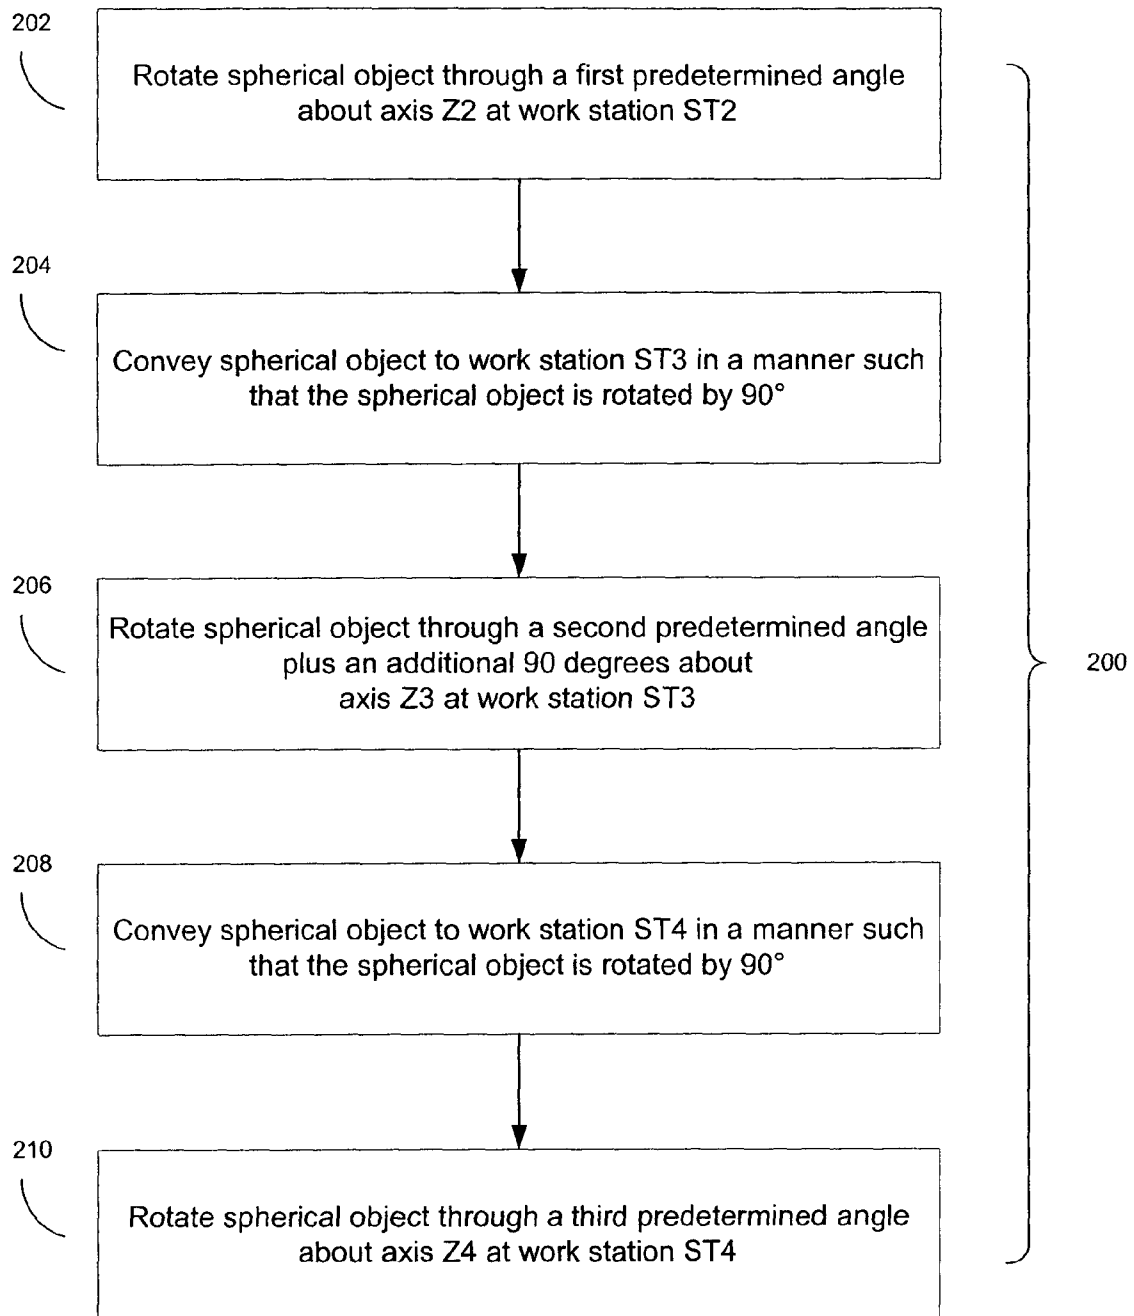 202
Rotate spherical object through a first predetermined angle
about axis Z2 at work station ST2
204
Convey spherical object to work station ST3 in a manner such
that the spherical object is rotated by 90°
206
Rotate spherical object through a second predetermined angle
plus an additional 90 degrees about
axis Z3 at work station ST3
200
208
Convey spherical object to work station ST4 in a manner such
that the spherical object is rotated by 90°
210
Rotate spherical object through a third predetermined angle
about axis Z4 at work station ST4